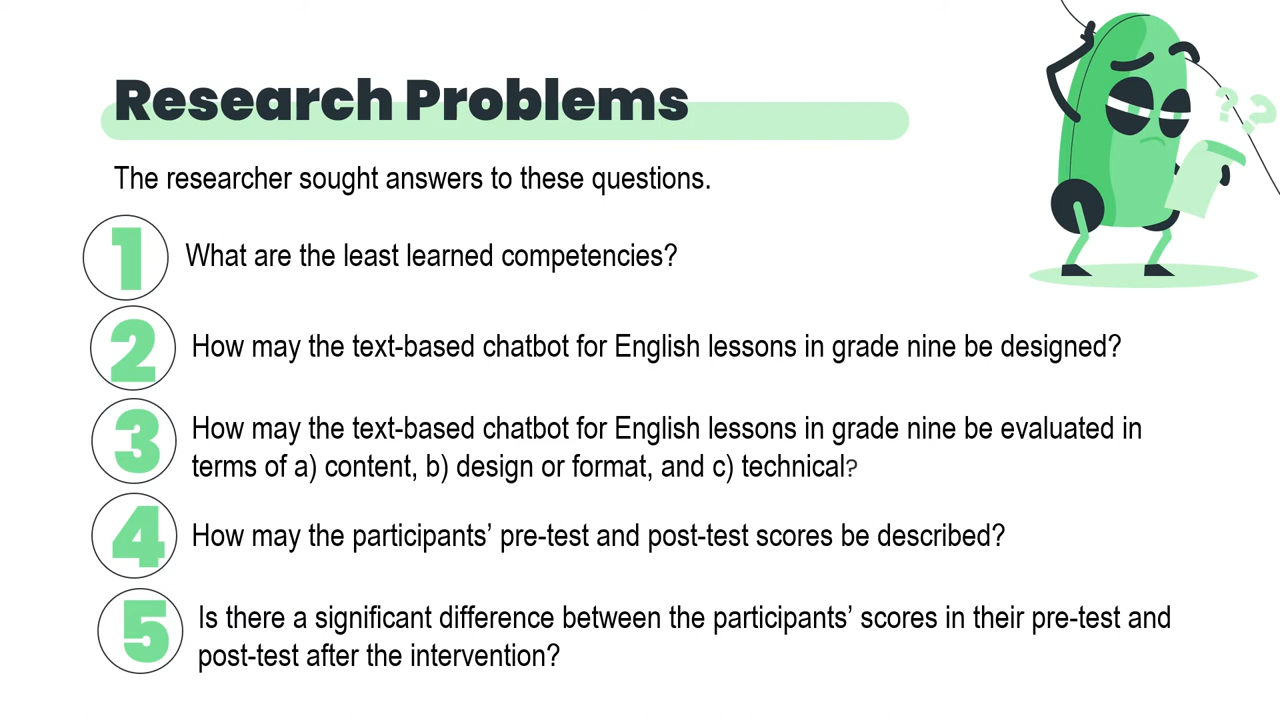 Research Problems
The researcher sought answers to these questions.
1
What are the least learned competencies?
2
How may the text-based chatbot for English lessons in grade nine be designed?
3
How may the text-based chatbot for English lessons in grade nine be evaluated in
terms of a) content, b) design or format, and c) technical?
4
How may the participants’ pre-test and post-test scores be described?
5
Is there a significant difference between the participants’ scores in their pre-test and
post-test after the intervention?
? ?